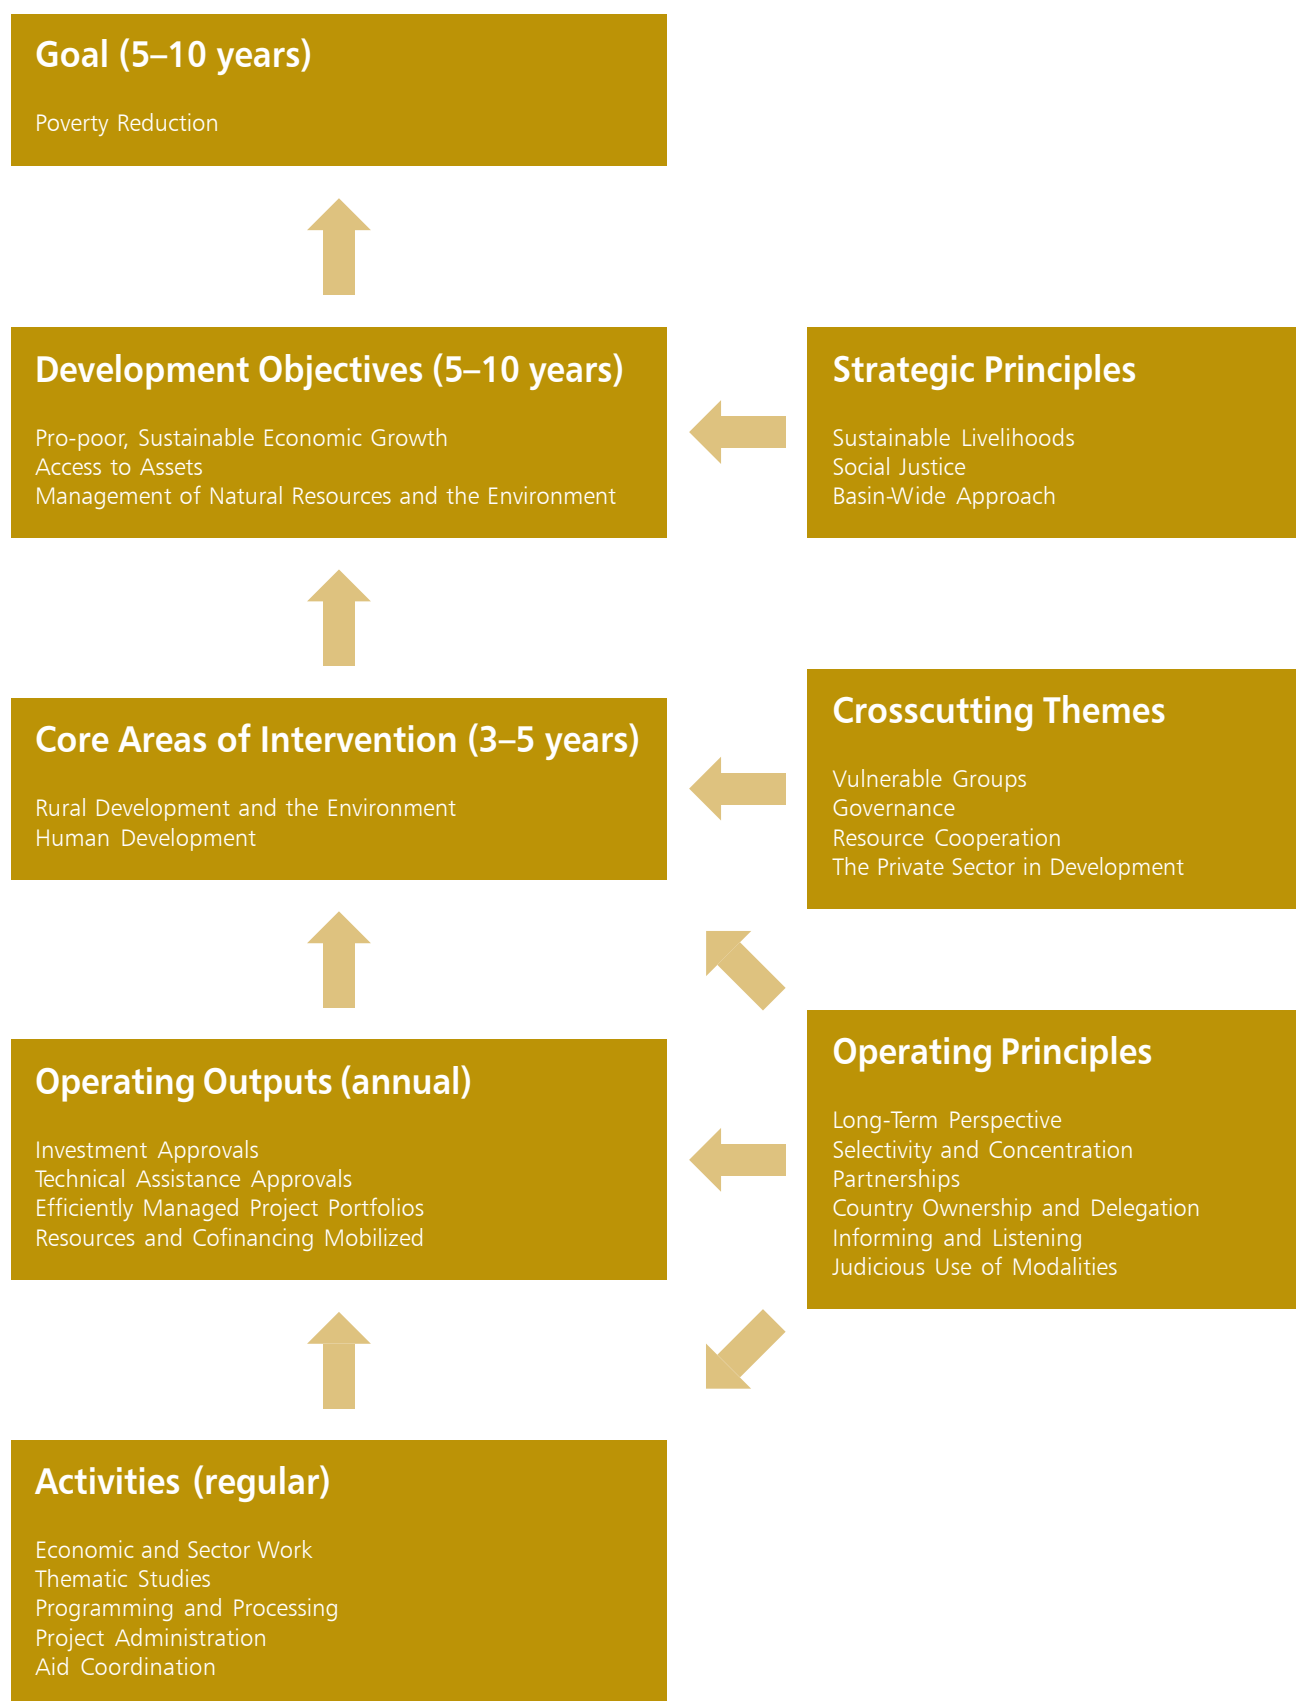 Goal (5–10 years)
Poverty Reduction
Development Objectives (5–10 years)
Pro-poor, Sustainable Economic Growth
Access to Assets
Management of Natural Resources and the Environment
Strategic Principles
Sustainable Livelihoods
Social Justice
Basin-Wide Approach
Core Areas of Intervention (3–5 years)
Rural Development and the Environment
Human Development
Crosscutting Themes
Vulnerable Groups
Governance
Resource Cooperation
The Private Sector in Development
Operating Outputs (annual)
Investment Approvals
Technical Assistance Approvals
Efficiently Managed Project Portfolios
Resources and Cofinancing Mobilized
Operating Principles
Long-Term Perspective
Selectivity and Concentration
Partnerships
Country Ownership and Delegation
Informing and Listening
Judicious Use of Modalities
Activities (regular)
Economic and Sector Work
Thematic Studies
Programming and Processing
Project Administration
Aid Coordination